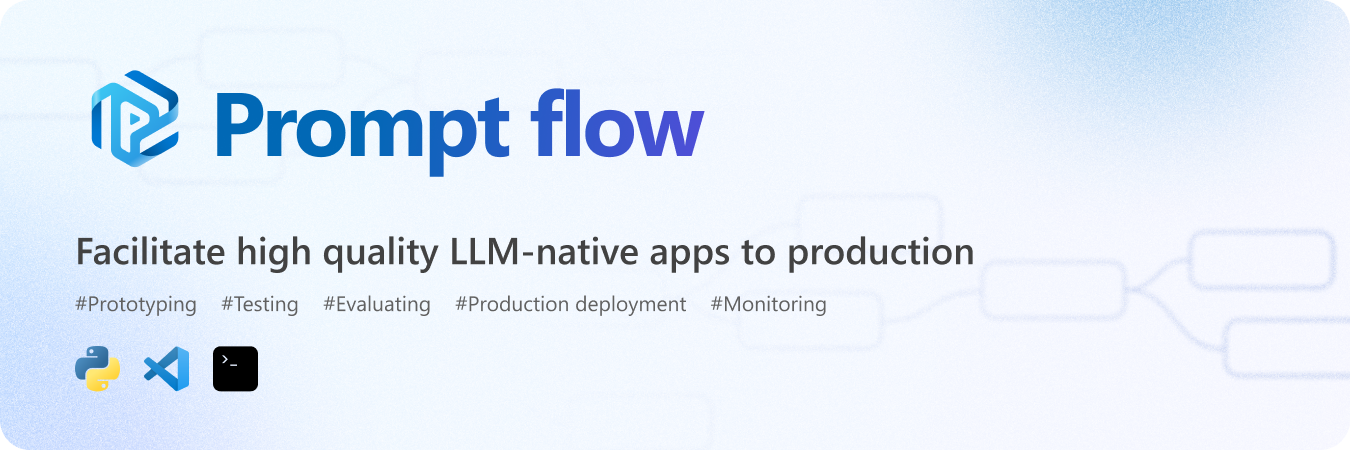 Prompt flow
Facilitate high quality LLM-native apps to production
#Prototyping #Testing #Evaluating #Production deployment #Monitoring
>_